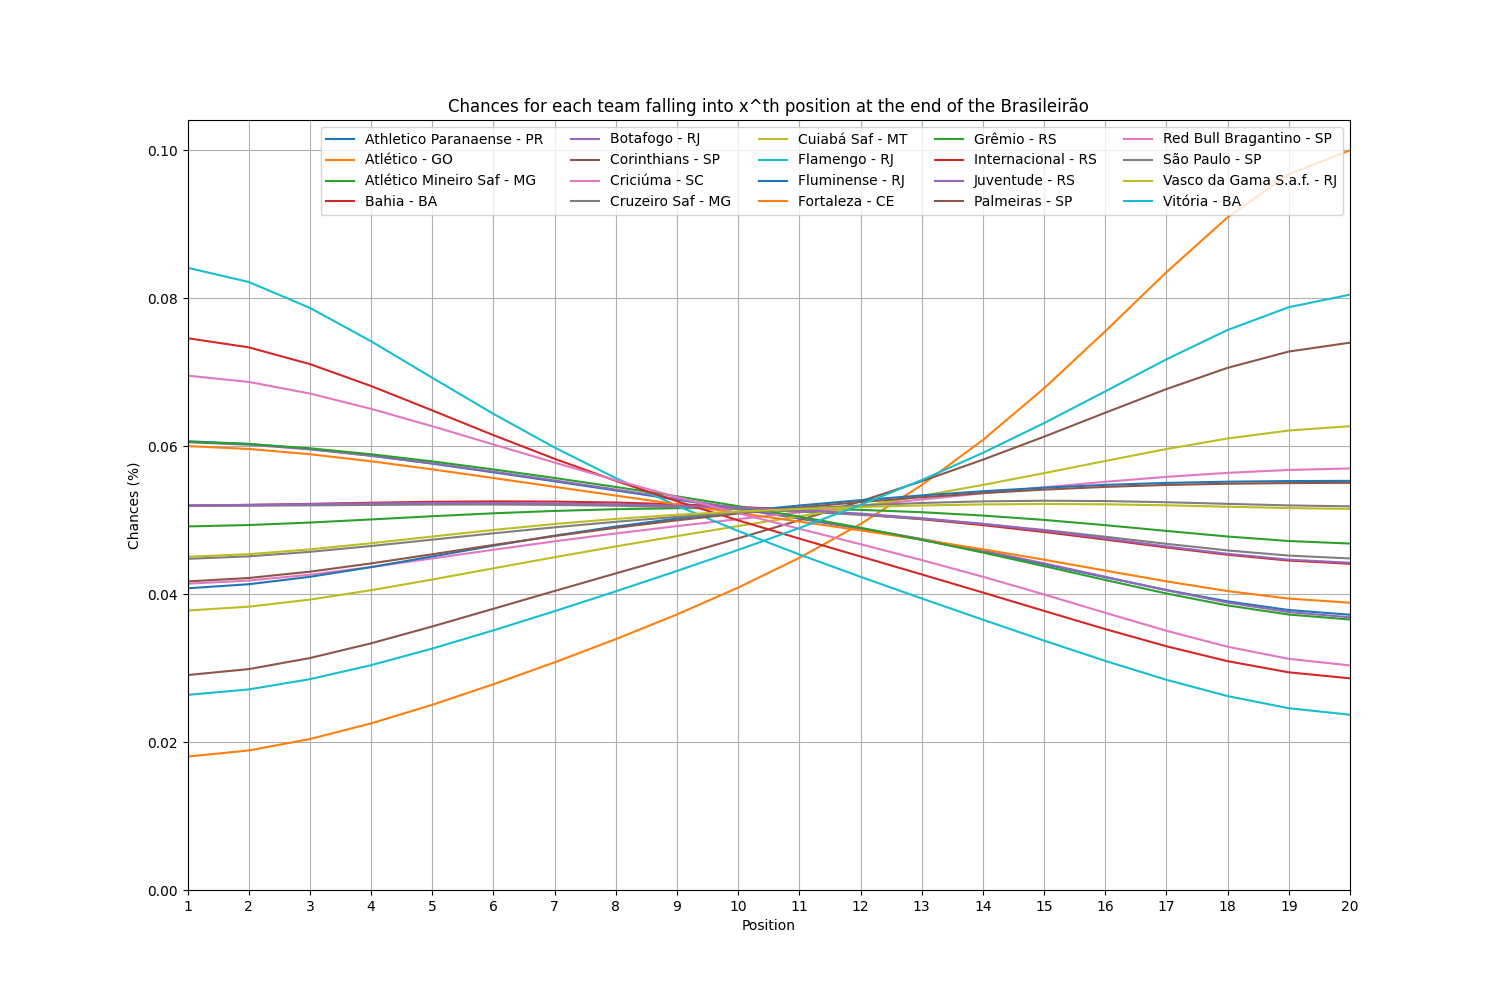 Chances for each team falling into x^th position at the end of the Brasileirão
Athletico Paranaense - PR
Atlético - GO
Atlético Mineiro Saf - MG
Bahia - BA
Botafogo - RJ
Corinthians - SP
Criciúma - SC
Cruzeiro Saf - MG
Cuiabá Saf - MT
Flamengo - RJ
Fluminense - RJ
Fortaleza - CE
Grêmio - RS
Internacional - RS
Juventude - RS
Palmeiras - SP
Red Bull Bragantino - SP
São Paulo - SP
Vasco da Gama S.a.f. - RJ
Vitória - BA
Chances (%)
0.10
0.08
0.06
0.04
0.02
0.00
1 2 3 4 5 6 7 8 9 10 11 12 13 14 15 16 17 18 19 20
Position